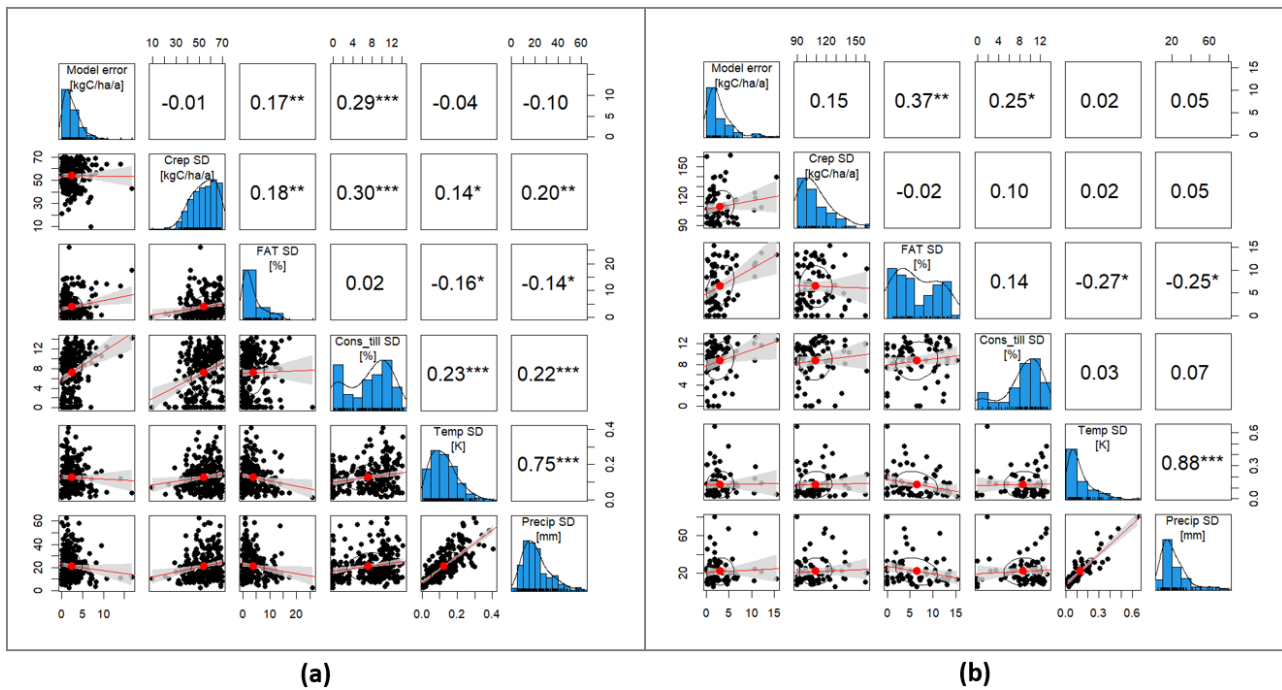 10 30 50 70
0 4 8 12
0 20 40 60
Model error
[kgC/ha/a]
-0.01
0.17**
0.29***
-0.04
-0.10
0 5 10
10 30 50 70
Crep SD
[kgC/ha/a]
0.18**
0.30***
0.14*
0.20**
FAT SD
[%]
0.02
-0.16*
-0.14*
0 10 20
0 4 8 12
Cons_till SD
[%]
0.23***
0.22***
Temp SD
[K]
0.75***
0.0 0.2 0.4
0 20 40 60
Precip SD
[mm]
0 5 10
0 10 20
0.0 0.2 0.4
(a)
90 110 150
0 4 8 12
20 60
Model error
[kgC/ha/a]
0.15
0.37**
0.25*
0.02
0.05
0 5 10 15
90 120 150
Crep SD
[kgC/ha/a]
-0.02
0.10
0.02
0.05
FAT SD
[%]
0.14
-0.27*
-0.25*
0 5 10 15
0 4 8 12
Cons_till SD
[%]
0.03
0.07
Temp SD
[K]
0.88***
0.0 0.3 0.6
20 60
Precip SD
[mm]
0 5 10 15
0 5 10 15
0.0 0.3 0.6
(b)